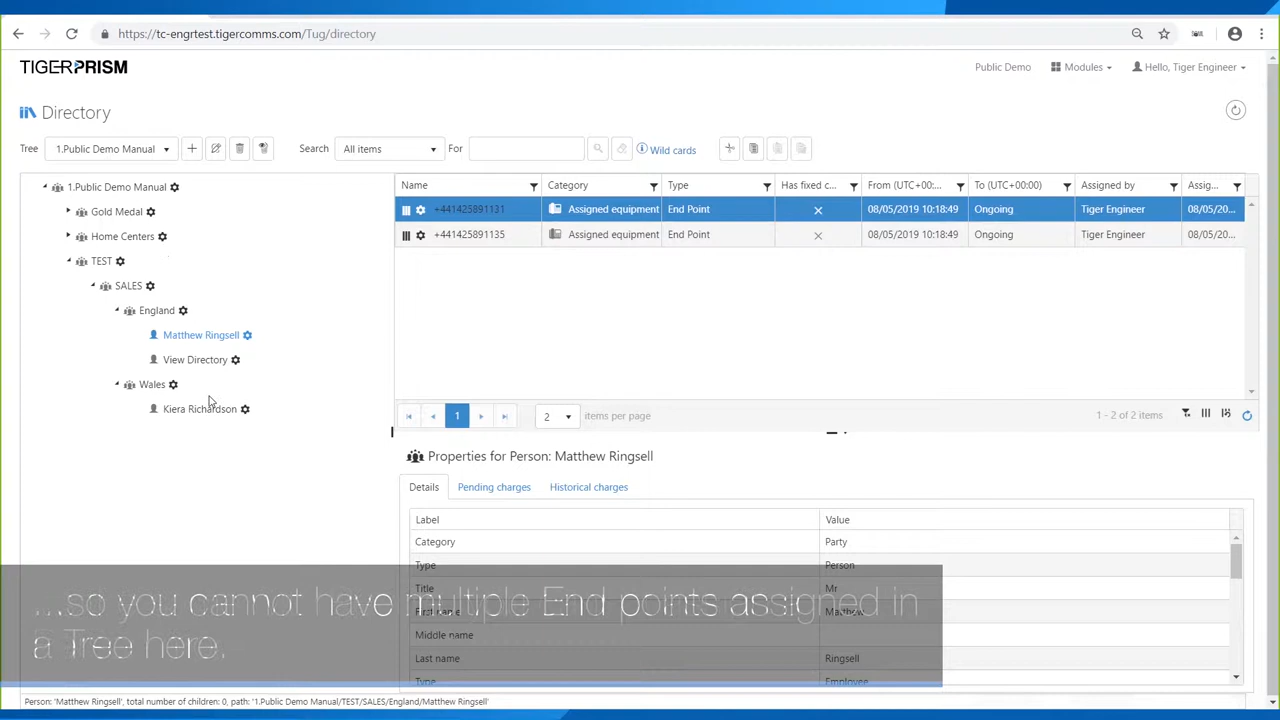 https://tc-engrtest.tigercomms.com/Tug/directory
TIGERPRISM
Public Demo
Modules
Hello, Tiger Engineer
Directory
Tree
1.Public Demo Manual
Search
All items
For
Wild cards
1.Public Demo Manual
Gold Medal
Home Centers
TEST
SALES
England
Matthew Ringsell
View Directory
Wales
Kiera Richardson
Name Category Type Has fixed c... From (UTC+00:... To (UTC+00:00) Assigned by Assig...
+441425891131 Assigned equipment End Point 08/05/2019 10:18:49 Ongoing Tiger Engineer 08/05/20...
+441425891135 Assigned equipment End Point 08/05/2019 10:18:49 Ongoing Tiger Engineer 08/05/20...
1
2 items per page
1 - 2 of 2 items
Properties for Person: Matthew Ringsell
Details Pending charges Historical charges
Label Value
Category Party
Type Person
Title Mr
First name Matthew
Middle name
Last name Ringsell
Type Employee
...so you cannot have multiple End points assigned in
a Tree here.
Person: 'Matthew Ringsell', total number of children: 0, path: '1.Public Demo Manual/TEST/SALES/England/Matthew Ringsell'